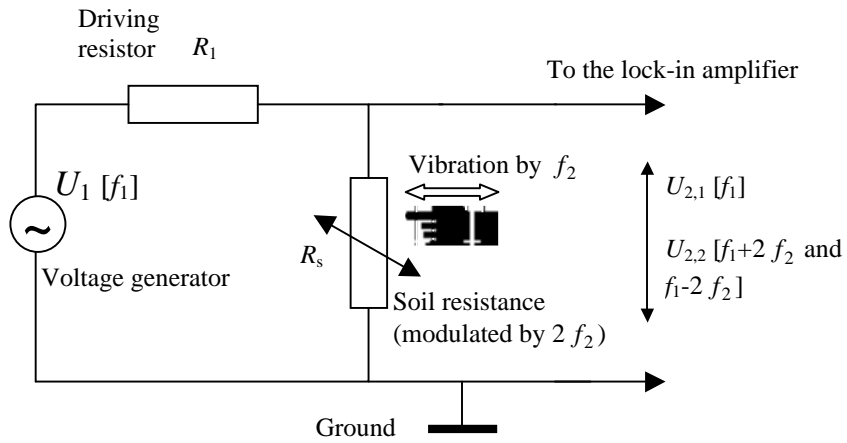 Driving
resistor R1
To the lock-in amplifier
Vibration by f2
U1 [f1]
~
Voltage generator
Rs
Soil resistance
(modulated by 2 f2)
U2,1 [f1]
U2,2 [f1+2 f2 and
f1-2 f2]
Ground